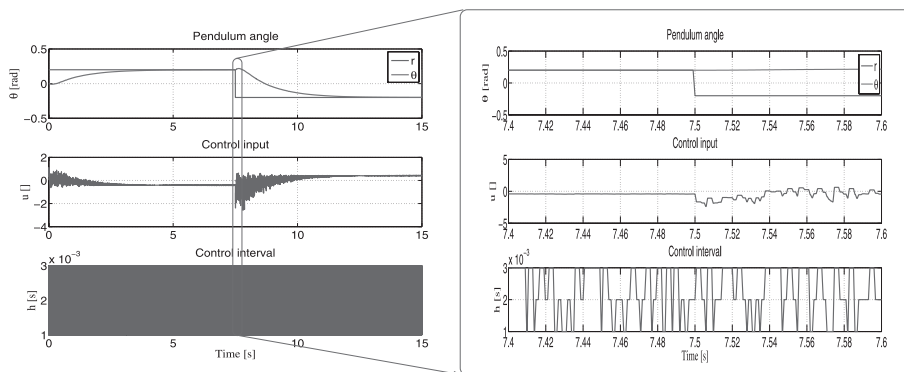 Pendulum angle
0.5
0
−0.5
θ [rad]
r
θ
0 5 10 15
Control input
2
0
−2
−4
u []
0 5 10 15
Control interval
3 x 10⁻³
2
1
h [s]
0 5 10 15
Time [s]
Pendulum angle
0.5
0
-0.5
θ [rad]
r
θ
7.4 7.42 7.44 7.46 7.48 7.5 7.52 7.54 7.56 7.58 7.6
Control input
5
0
-5
u []
7.4 7.42 7.44 7.46 7.48 7.5 7.52 7.54 7.56 7.58 7.6
Control interval
3 x 10⁻³
2
1
h [s]
7.4 7.42 7.44 7.46 7.48 7.5 7.52 7.54 7.56 7.58 7.6
Time [s]